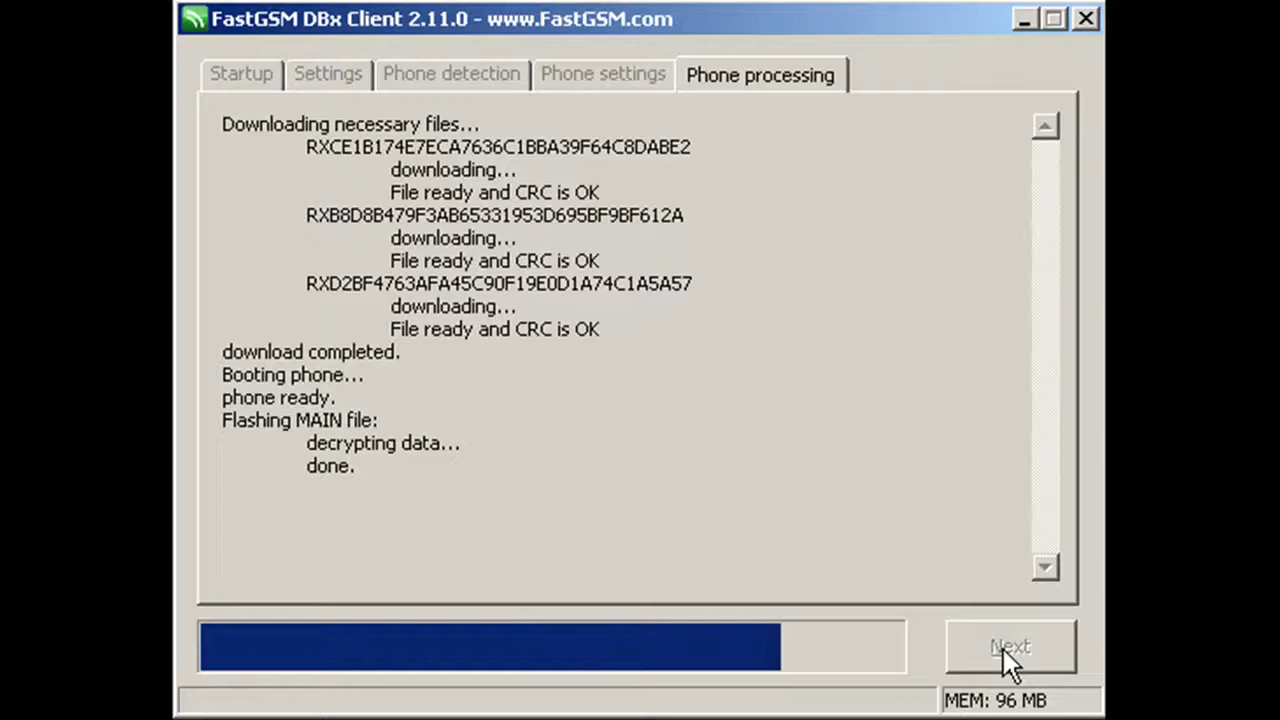 FastGSM DBx Client 2.11.0 - www.FastGSM.com
Startup Settings Phone detection Phone settings Phone processing
Downloading necessary files...
RXCE1B174E7ECA7636C1BBA39F64C8DABE2
downloading...
File ready and CRC is OK
RXB8D8B479F3AB65331953D695BF9BF612A
downloading...
File ready and CRC is OK
RXD2BF4763AFA45C90F19E0D1A74C1A5A57
downloading...
File ready and CRC is OK
download completed.
Booting phone...
phone ready.
Flashing MAIN file:
decrypting data...
done.
Next
MEM: 96 MB